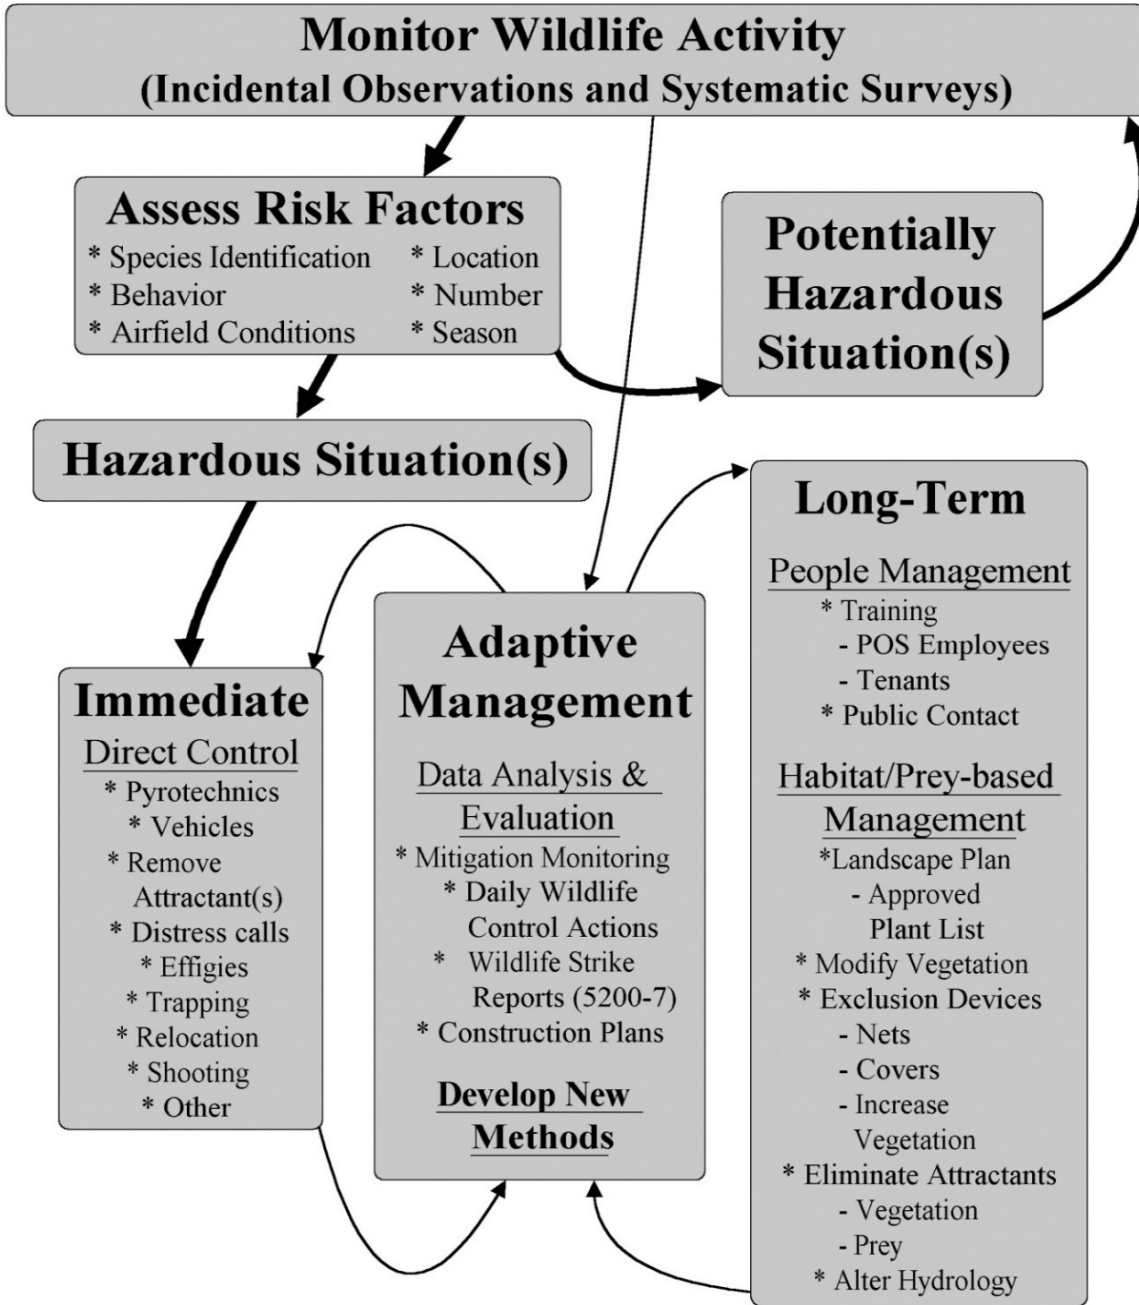 Monitor Wildlife Activity
(Incidental Observations and Systematic Surveys)
Assess Risk Factors
* Species Identification
* Behavior
* Airfield Conditions
* Location
* Number
* Season
Potentially
Hazardous
Situation(s)
Hazardous Situation(s)
Immediate
Direct Control
* Pyrotechnics
* Vehicles
* Remove
Attractant(s)
* Distress calls
* Effigies
* Trapping
* Relocation
* Shooting
* Other
Adaptive
Management
Data Analysis &
Evaluation
* Mitigation Monitoring
* Daily Wildlife
Control Actions
* Wildlife Strike
Reports (5200-7)
* Construction Plans
Develop New
Methods
Long-Term
People Management
* Training
- POS Employees
- Tenants
* Public Contact
Habitat/Prey-based
Management
*Landscape Plan
- Approved
Plant List
* Modify Vegetation
* Exclusion Devices
- Nets
- Covers
- Increase
Vegetation
* Eliminate Attractants
- Vegetation
- Prey
* Alter Hydrology